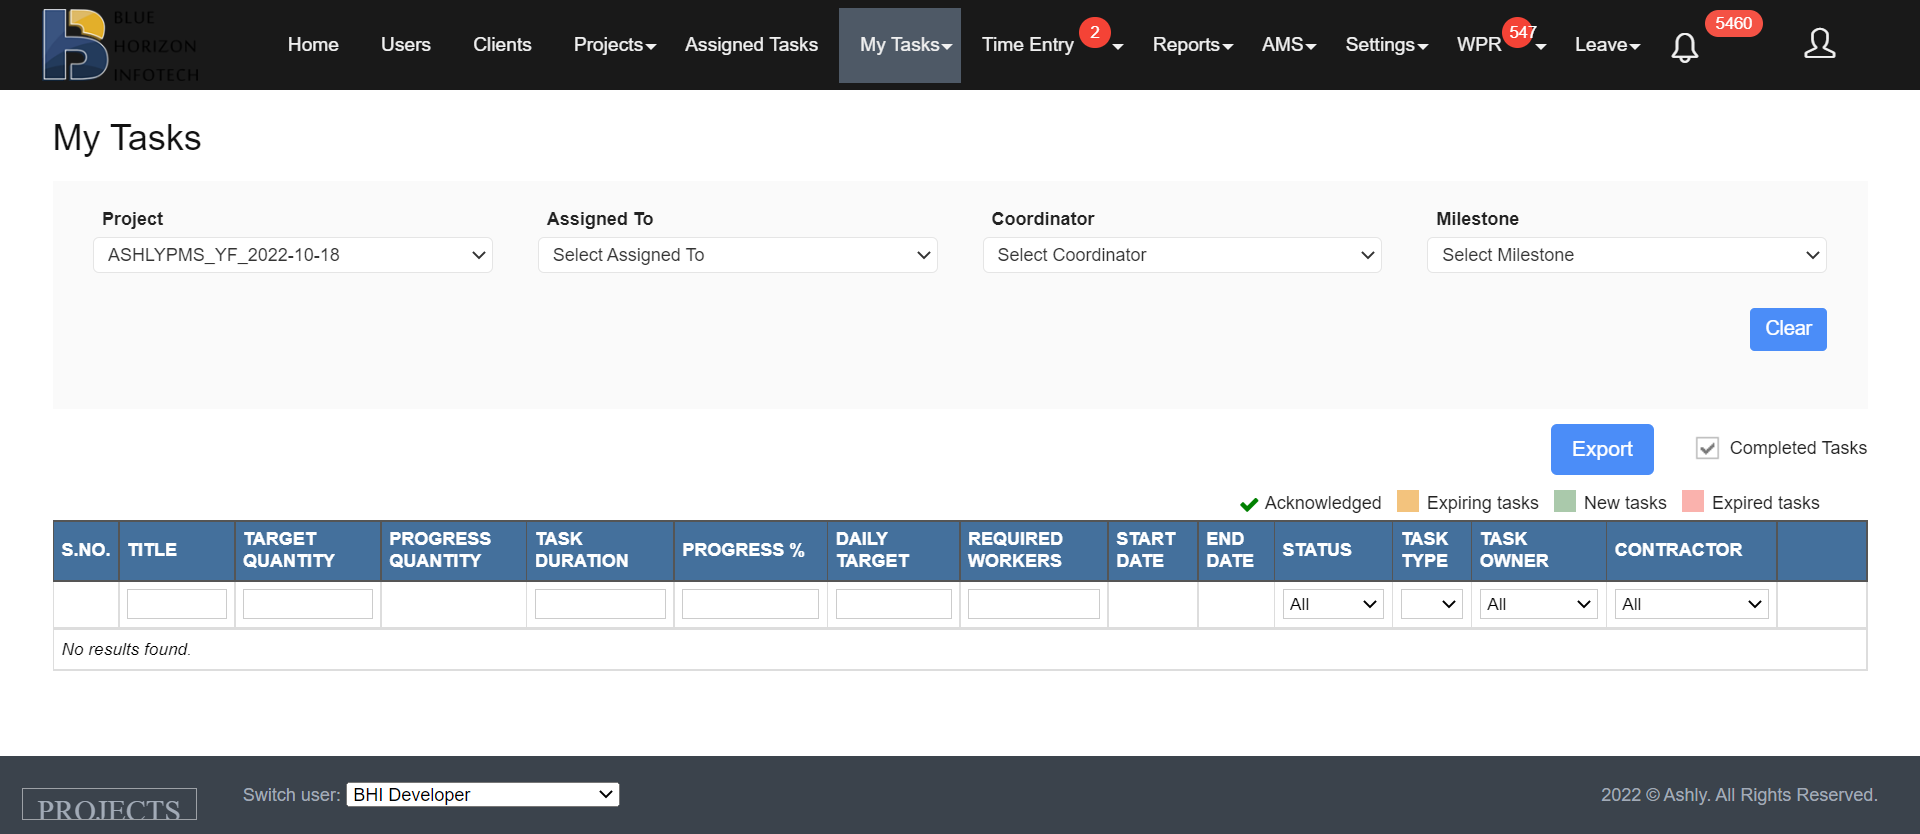 BLUE
HORIZON
INFOTECH
Home Users Clients Projects Assigned Tasks My Tasks Time Entry 2 Reports AMS Settings WPR 547 Leave 5460
My Tasks
Project Assigned To Coordinator Milestone
ASHLYPMS_YF_2022-10-18 Select Assigned To Select Coordinator Select Milestone
Clear
Export Completed Tasks
Acknowledged Expiring tasks New tasks Expired tasks
S.NO. TITLE TARGET QUANTITY PROGRESS QUANTITY TASK DURATION PROGRESS % DAILY TARGET REQUIRED WORKERS START DATE END DATE STATUS TASK TYPE TASK OWNER CONTRACTOR
All All All
No results found.
Switch user: BHI Developer 2022 © Ashly. All Rights Reserved.
PROJECTS